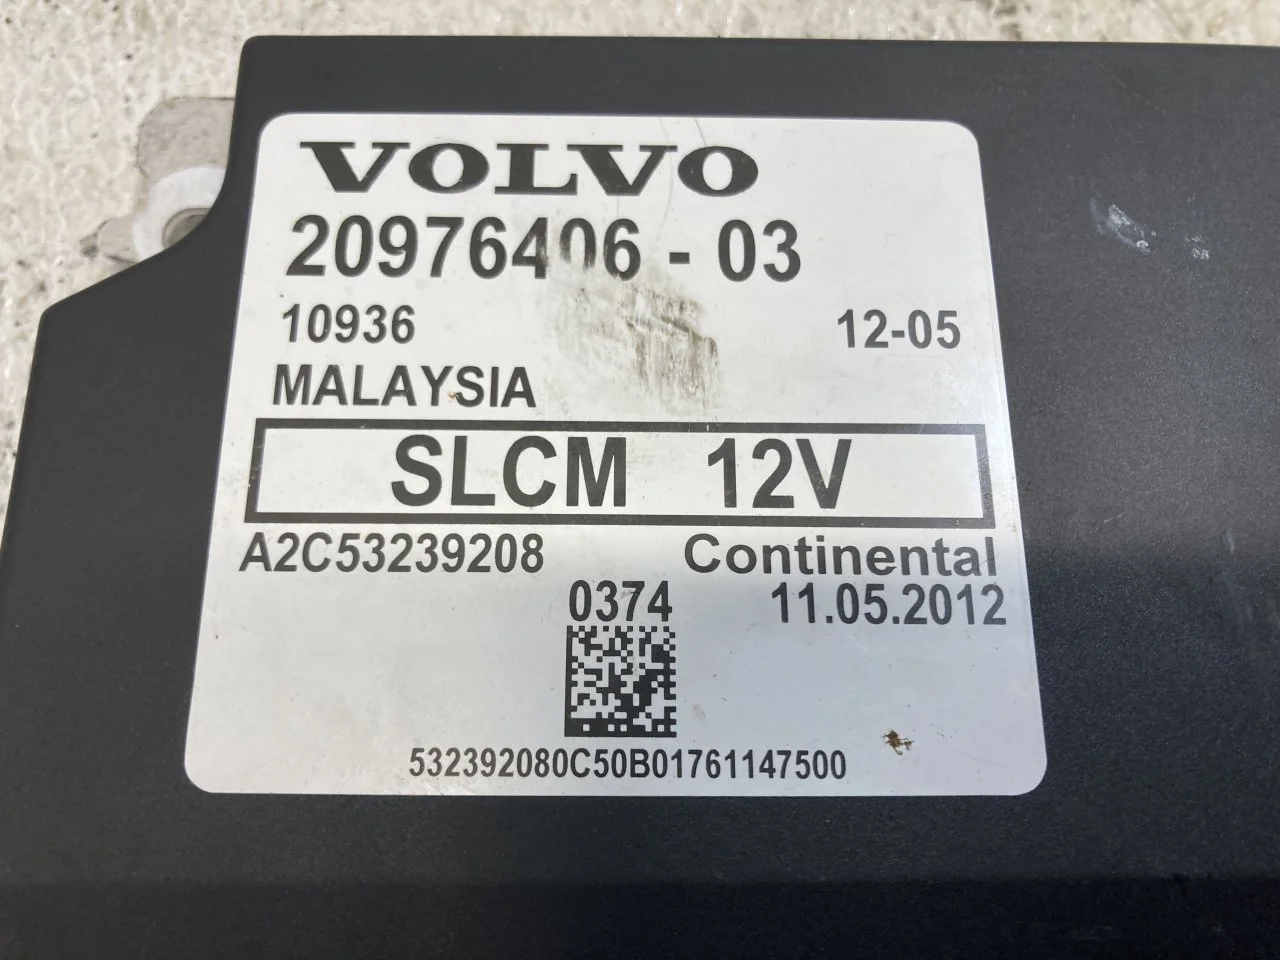 VOLVO
20976406 - 03
10936 12-05
MALAYSIA
SLCM 12V
A2C53239208 Continental
0374 11.05.2012
532392080C50B01761147500